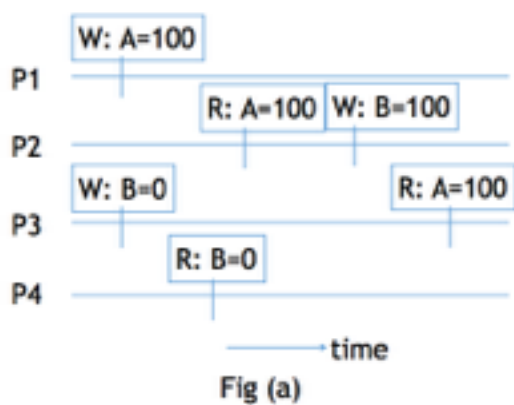 W: A=100
P1
R: A=100 W: B=100
P2
W: B=0 R: A=100
P3
R: B=0
P4
time
Fig (a)